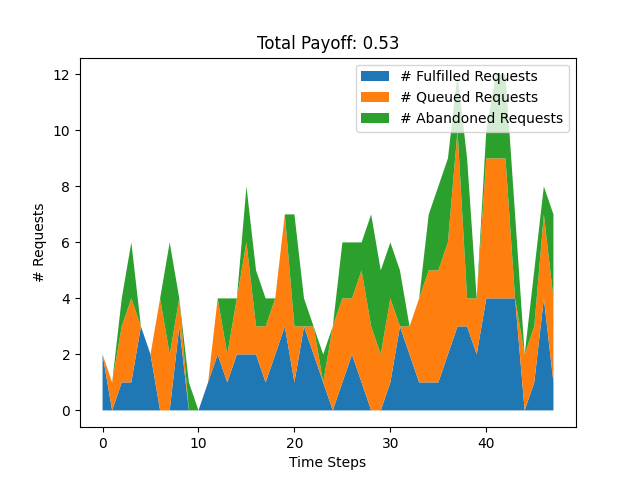 Total Payoff: 0.53
# Fulfilled Requests
# Queued Requests
# Abandoned Requests
12
10
8
6
4
2
0
# Requests
0
10
20
30
40
Time Steps